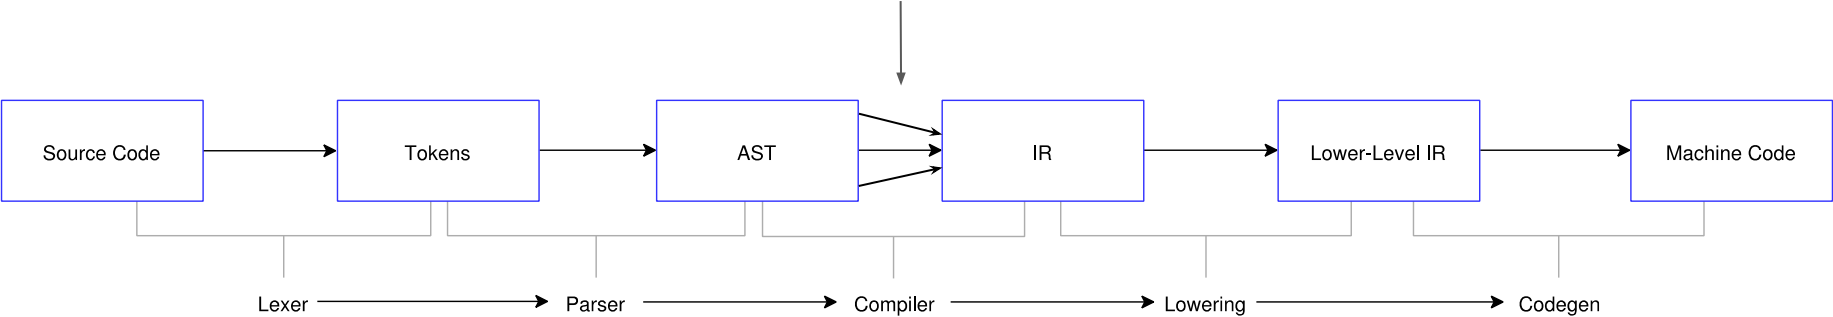 Source Code
Tokens
AST
IR
Lower-Level IR
Machine Code
Lexer
Parser
Compiler
Lowering
Codegen